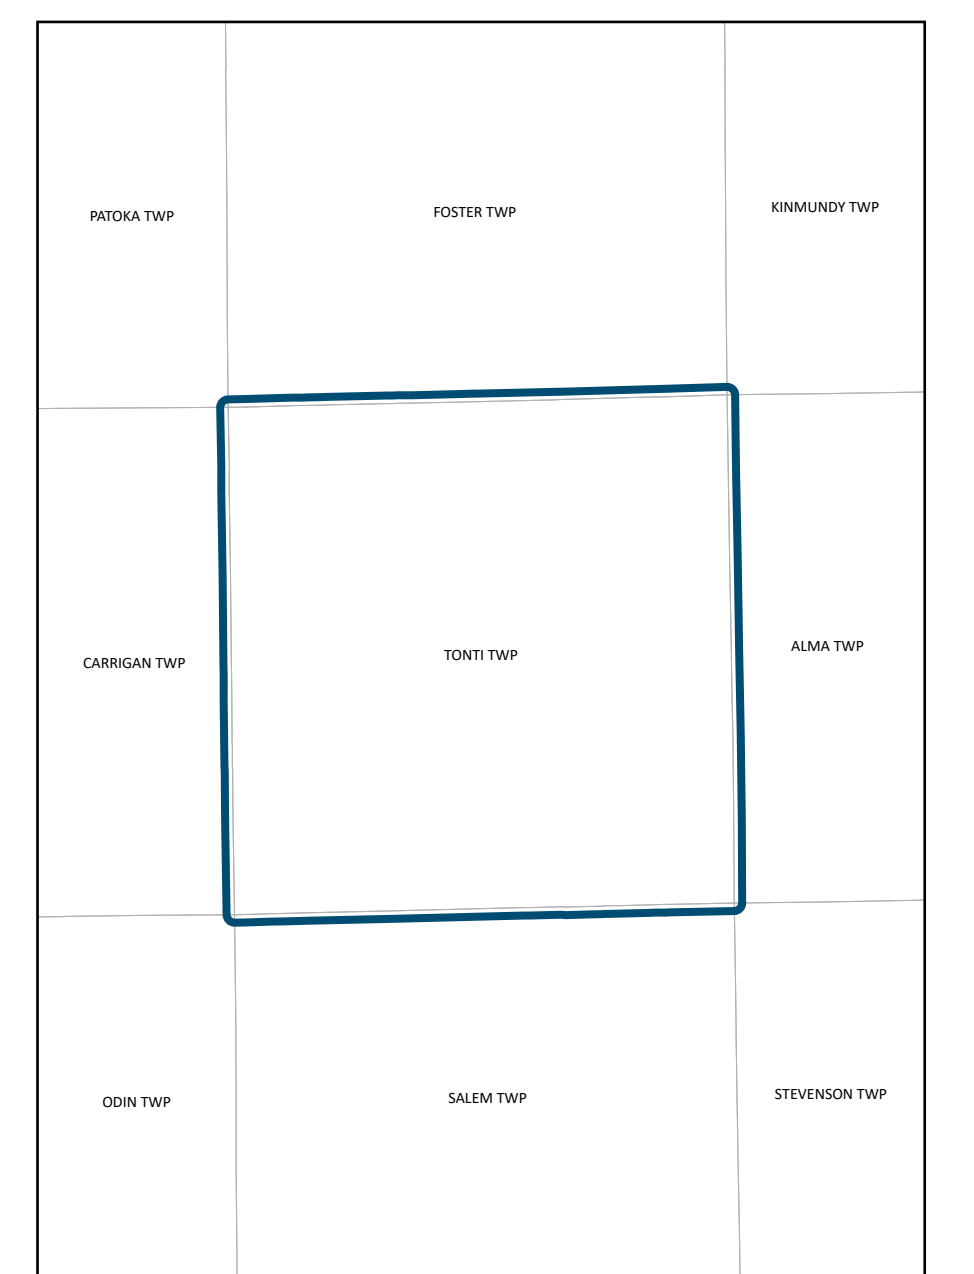 PATOKA TWP
FOSTER TWP
KINMUNDY TWP
CARRIGAN TWP
TONTI TWP
ALMA TWP
ODIN TWP
SALEM TWP
STEVENSON TWP